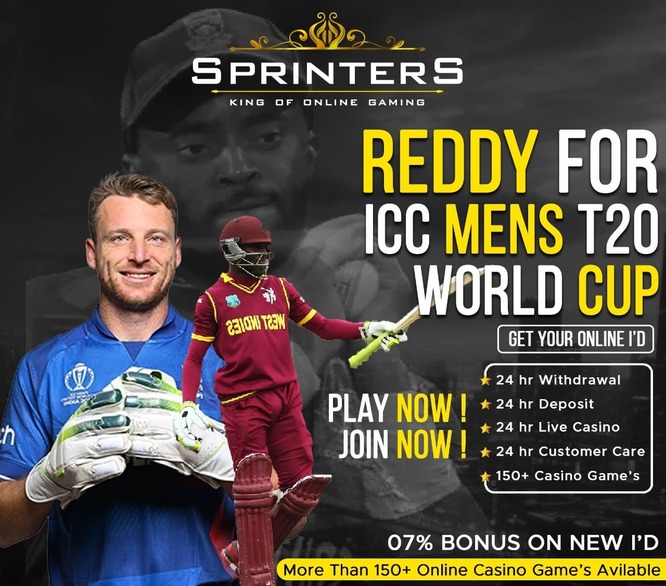 SPRINTERS
KING OF ONLINE GAMING
REDDY FOR
ICC MENS T20
WORLD CUP
GET YOUR ONLINE I'D
24 hr Withdrawal
24 hr Deposit
24 hr Live Casino
24 hr Customer Care
150+ Casino Game's
PLAY NOW !
JOIN NOW !
WEST INDIES
INDIA
ch
07% BONUS ON NEW I'D
More Than 150+ Online Casino Game's Avilable